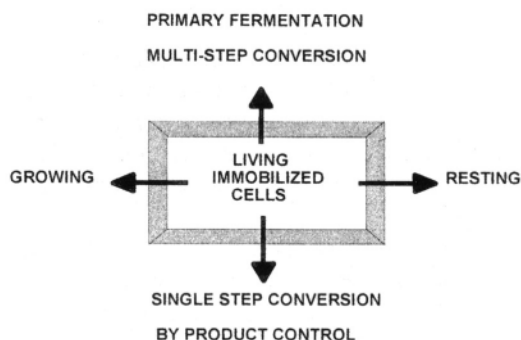 PRIMARY FERMENTATION
MULTI-STEP CONVERSION
LIVING
IMMOBILIZED
CELLS
GROWING
RESTING
SINGLE STEP CONVERSION
BY PRODUCT CONTROL